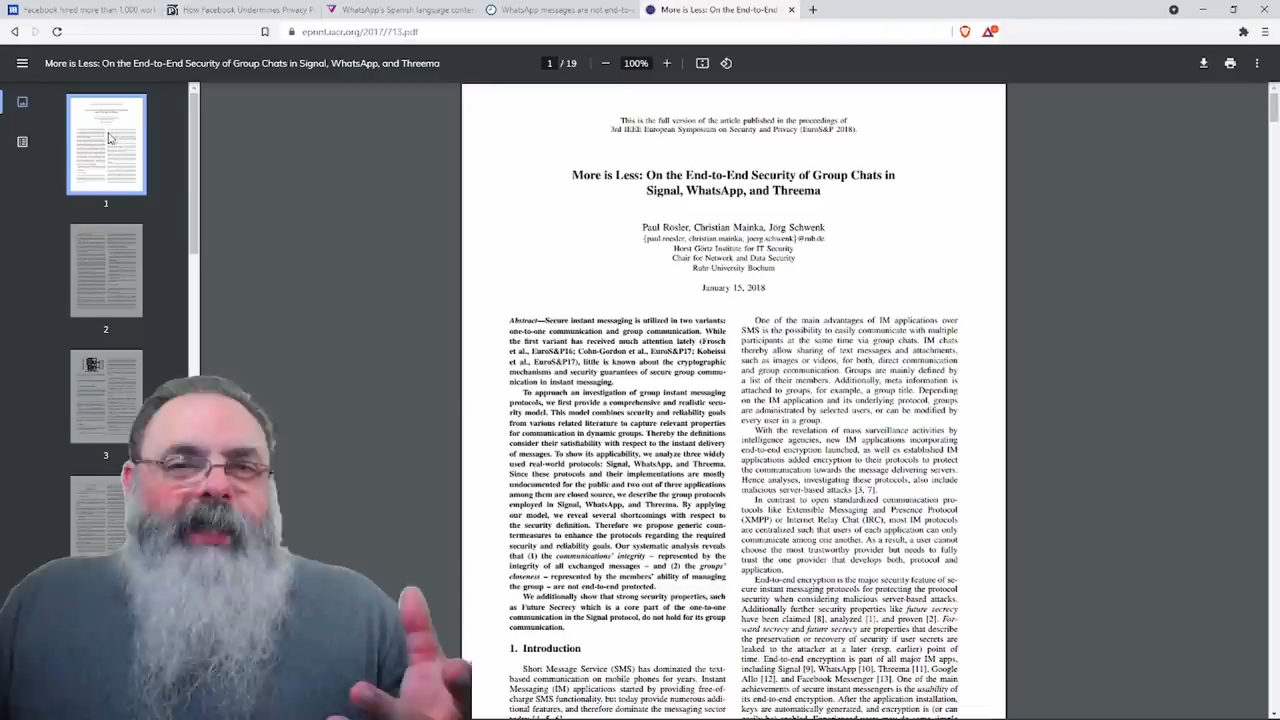 Facebook hired more than 1,000 wor
How Facebook Undermines Privacy P
WhatsApp's Spanish language conter
WhatsApp messages are not end-to-
More is Less: On the End-to-End
eprint.iacr.org/2017/713.pdf
More is Less: On the End-to-End Security of Group Chats in Signal, WhatsApp, and Threema
1 / 19
100%
1
2
3
This is the full version of the article published in the proceedings of
3rd IEEE European Symposium on Security and Privacy (EuroS&P 2018).
More is Less: On the End-to-End Security of Group Chats in
Signal, WhatsApp, and Threema
Paul Rösler, Christian Mainka, Jörg Schwenk
{paul.roesler, christian.mainka, joerg.schwenk}@rub.de
Horst Görtz Institute for IT Security
Chair for Network and Data Security
Ruhr-University Bochum
January 15, 2018
Abstract—Secure instant messaging is utilized in two variants:
one-to-one communication and group communication. While
the first variant has received much attention lately (Frosch
et al., EuroS&P16; Cohn-Gordon et al., EuroS&P17; Kobeissi
et al., EuroS&P17), little is known about the cryptographic
mechanisms and security guarantees of secure group commu-
nication in instant messaging.
To approach an investigation of group instant messaging
protocols, we first provide a comprehensive and realistic secu-
rity model. This model combines security and reliability goals
from various related literature to capture relevant properties
for communication in dynamic groups. Thereby the definitions
consider their satisfiability with respect to the instant delivery
of messages. To show its applicability, we analyze three widely
used real-world protocols: Signal, WhatsApp, and Threema.
Since these protocols and their implementations are mostly
undocumented for the public and two out of three applications
among them are closed source, we describe the group protocols
employed in Signal, WhatsApp, and Threema. By applying
our model, we reveal several shortcomings with respect to
the security definition. Therefore we propose generic coun-
termeasures to enhance the protocols regarding the required
security and reliability goals. Our systematic analysis reveals
that (1) the communications' integrity – represented by the
integrity of all exchanged messages – and (2) the groups'
closeness – represented by the members' ability of managing
the group – are not end-to-end protected.
We additionally show that strong security properties, such
as Future Secrecy which is a core part of the one-to-one
communication in the Signal protocol, do not hold for its group
communication.
1. Introduction
Short Message Service (SMS) has dominated the text-
based communication on mobile phones for years. Instant
Messaging (IM) applications started by providing free-of-
charge SMS functionality, but today provide numerous addi-
tional features, and therefore dominate the messaging sector
One of the main advantages of IM applications over
SMS is the possibility to easily communicate with multiple
participants at the same time via group chats. IM chats
thereby allow sharing of text messages and attachments,
such as images or videos, for both, direct communication
and group communication. Groups are mainly defined by
a list of their members. Additionally, meta information is
attached to groups, for example, a group title. Depending
on the IM application and its underlying protocol, groups
are administrated by selected users, or can be modified by
every user in a group.
With the revelation of mass surveillance activities by
intelligence agencies, new IM applications incorporating
end-to-end encryption launched, as well es established IM
applications added encryption to their protocols to protect
the communication towards the message delivering servers.
Hence analyses, investigating these protocols, also include
malicious server-based attacks [3, 7].
In contrast to open standardized communication pro-
tocols like Extensible Messaging and Presence Protocol
(XMPP) or Internet Relay Chat (IRC), most IM protocols
are centralized such that users of each application can only
communicate among one another. As a result, a user cannot
choose the most trustworthy provider but needs to fully
trust the one provider that develops both, protocol and
application.
End-to-end encryption is the major security feature of se-
cure instant messaging protocols for protecting the protocol
security when considering malicious server-based attacks.
Additionally further security properties like future secrecy
have been claimed [8], analyzed [1], and proven [2]. For-
ward secrecy and future secrecy are properties that describe
the preservation or recovery of security if user secrets are
leaked to the attacker at a later (resp. earlier) point of
time. End-to-end encryption is part of all major IM apps,
including Signal [9], WhatsApp [10], Threema [11], Google
Allo [12], and Facebook Messenger [13]. One of the main
achievements of secure instant messengers is the usability of
its end-to-end encryption. After the application installation,
keys are automatically generated, and encryption is (or can